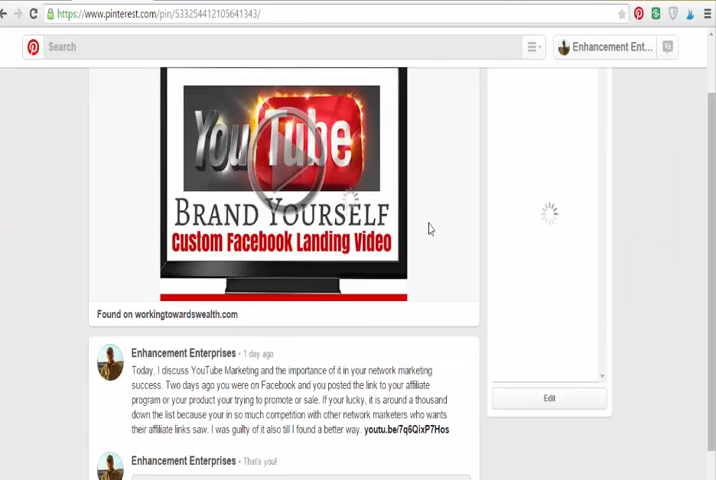 https://www.pinterest.com/pin/533254412105641343/
Search
Enhancement Ent...
YouTube
BRAND YOURSELF
Custom Facebook Landing Video
Found on workingtowardswealth.com
Enhancement Enterprises • 1 day ago
Today, I discuss YouTube Marketing and the importance of it in your network marketing
success. Two days ago you were on Facebook and you posted the link to your affiliate
program or your product your trying to promote or sale. If your lucky, it is around a thousand
down the list because your in so much competition with other network marketers who wants
their affiliate links saw. I was guilty of it also till I found a better way. youtu.be/7q6QixP7Hos
Edit
Enhancement Enterprises • That's you!